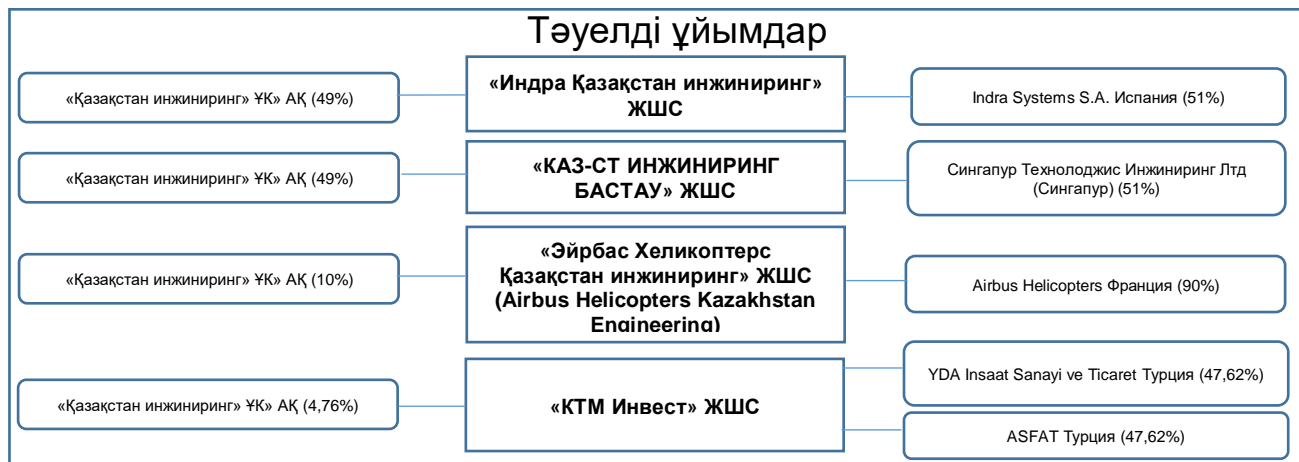 Тәуелді ұйымдар
«Қазақстан инжиниринг» ҰК» АҚ (49%)
«Индра Қазақстан инжиниринг»
ЖШС
Indra Systems S.A. Испания (51%)
«Қазақстан инжиниринг» ҰК» АҚ (49%)
«КАЗ-СТ ИНЖИНИРИНГ
БАСТАУ» ЖШС
Сингапур Технолоджис Инжиниринг Лтд
(Сингапур) (51%)
«Қазақстан инжиниринг» ҰК» АҚ (10%)
«Эйрбас Хеликоптерс
Қазақстан инжиниринг» ЖШС
(Airbus Helicopters Kazakhstan
Engineering)
Airbus Helicopters Франция (90%)
«Қазақстан инжиниринг» ҰК» АҚ (4,76%)
«КТМ Инвест» ЖШС
YDA Insaat Sanayi ve Ticaret Турция (47,62%)
ASFAT Турция (47,62%)